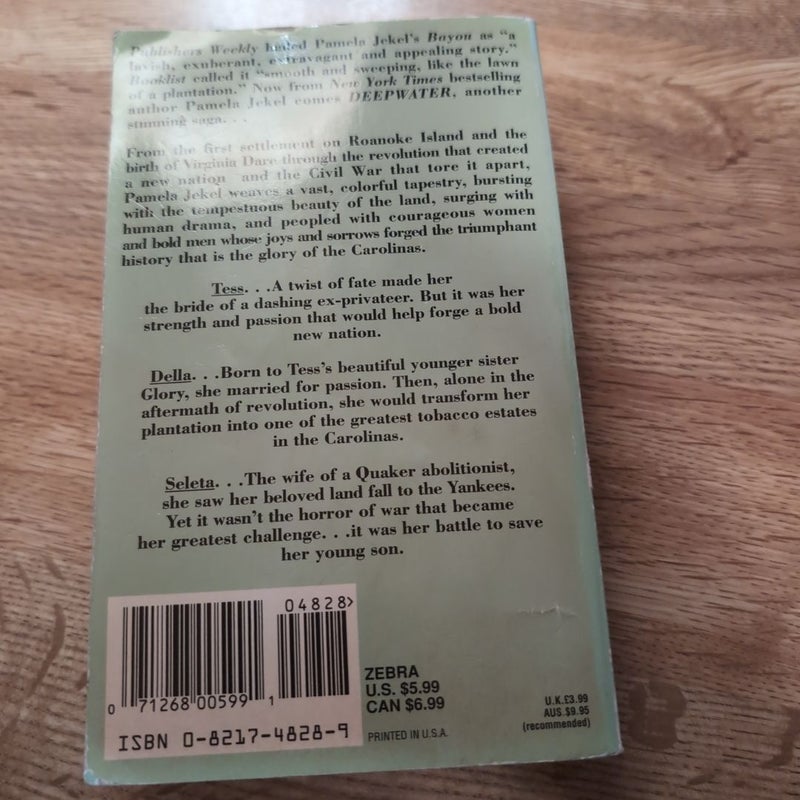 Publishers Weekly hailed Pamela Jekel's Bayou as "a
lavish, exuberant, extravagant and appealing story."
Booklist called it "smooth and sweeping, like the lawn
of a plantation." Now from New York Times bestselling
author Pamela Jekel comes DEEPWATER, another
stunning saga. . .
From the first settlement on Roanoke Island and the
birth of Virginia Dare through the revolution that created
a new nation and the Civil War that tore it apart,
Pamela Jekel weaves a vast, colorful tapestry, bursting
with the tempestuous beauty of the land, surging with
human drama, and peopled with courageous women
and bold men whose joys and sorrows forged the triumphant
history that is the glory of the Carolinas.
Tess. . .A twist of fate made her
the bride of a dashing ex-privateer. But it was her
strength and passion that would help forge a bold
new nation.
Della. . .Born to Tess's beautiful younger sister
Glory, she married for passion. Then, alone in the
aftermath of revolution, she would transform her
plantation into one of the greatest tobacco estates
in the Carolinas.
Seleta. . .The wife of a Quaker abolitionist,
she saw her beloved land fall to the Yankees.
Yet it wasn't the horror of war that became
her greatest challenge. . .it was her battle to save
her young son.
04828>
0 71268 00599 1
ISBN 0-8217-4828-9
ZEBRA
U.S. $5.99
CAN $6.99
PRINTED IN U.S.A.
U.K.£3.99
AUS.$9.95
(recommended)